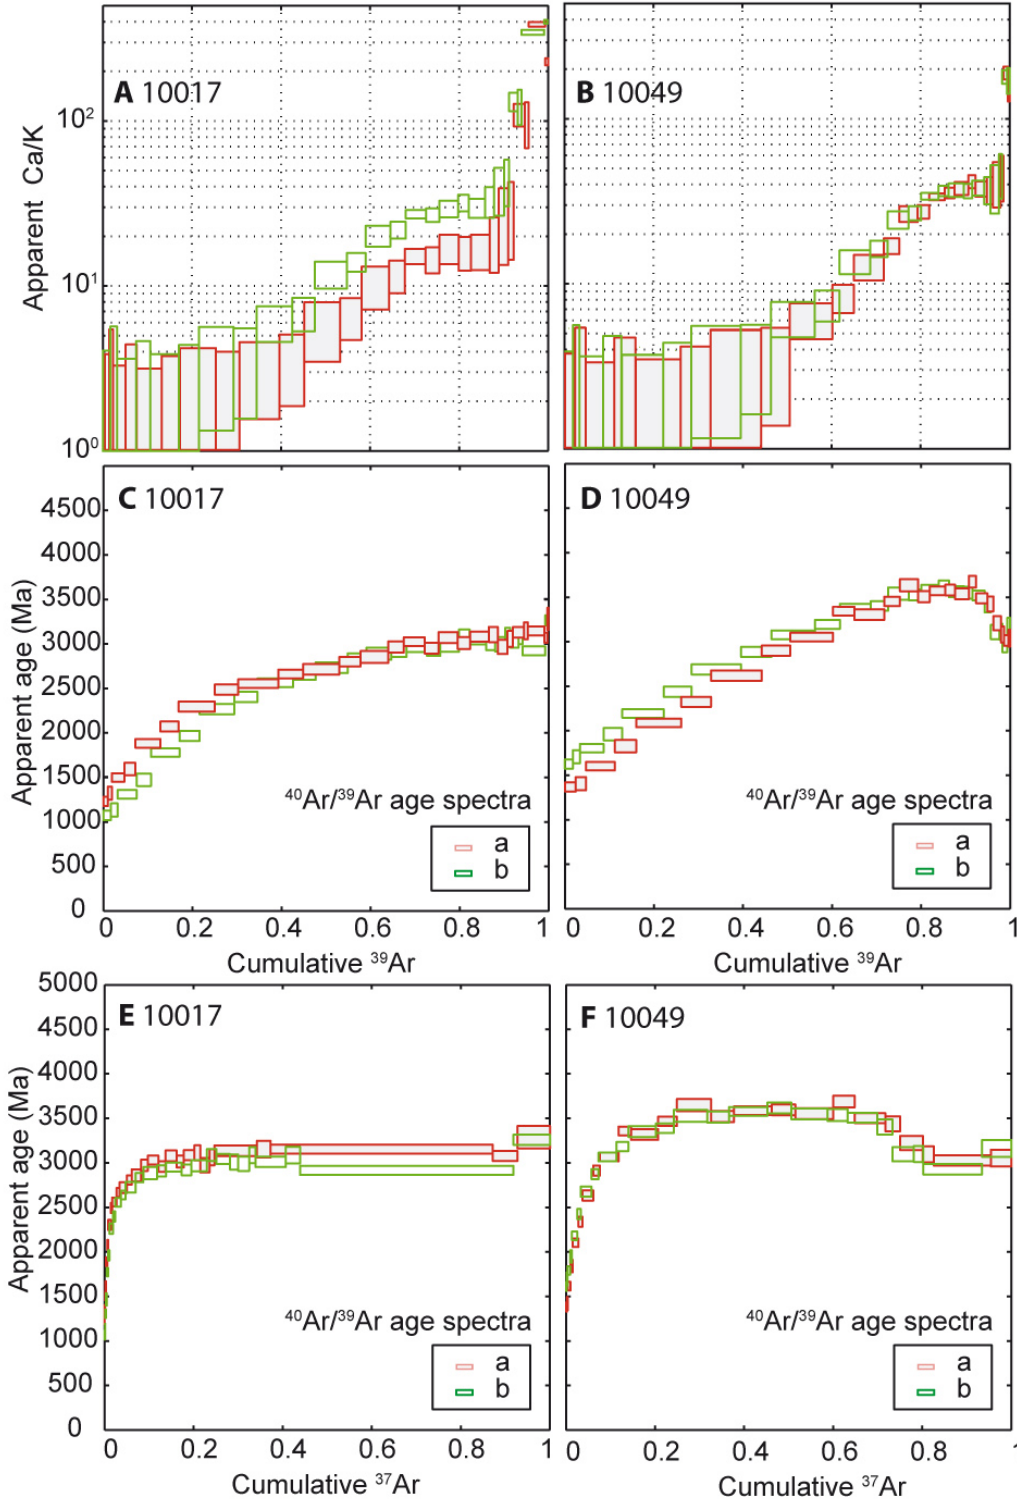 A 10017
B 10049
Apparent Ca/K
10²
10¹
10⁰
C 10017
D 10049
Apparent age (Ma)
4500
4000
3500
3000
2500
2000
1500
1000
500
0
⁴⁰Ar/³⁹Ar age spectra
a
b
⁴⁰Ar/³⁹Ar age spectra
a
b
0 0.2 0.4 0.6 0.8 1
0 0.2 0.4 0.6 0.8 1
Cumulative ³⁹Ar
Cumulative ³⁹Ar
E 10017
F 10049
Apparent age (Ma)
5000
4500
4000
3500
3000
2500
2000
1500
1000
500
0
⁴⁰Ar/³⁹Ar age spectra
a
b
⁴⁰Ar/³⁹Ar age spectra
a
b
0 0.2 0.4 0.6 0.8 1
0 0.2 0.4 0.6 0.8 1
Cumulative ³⁷Ar
Cumulative ³⁷Ar